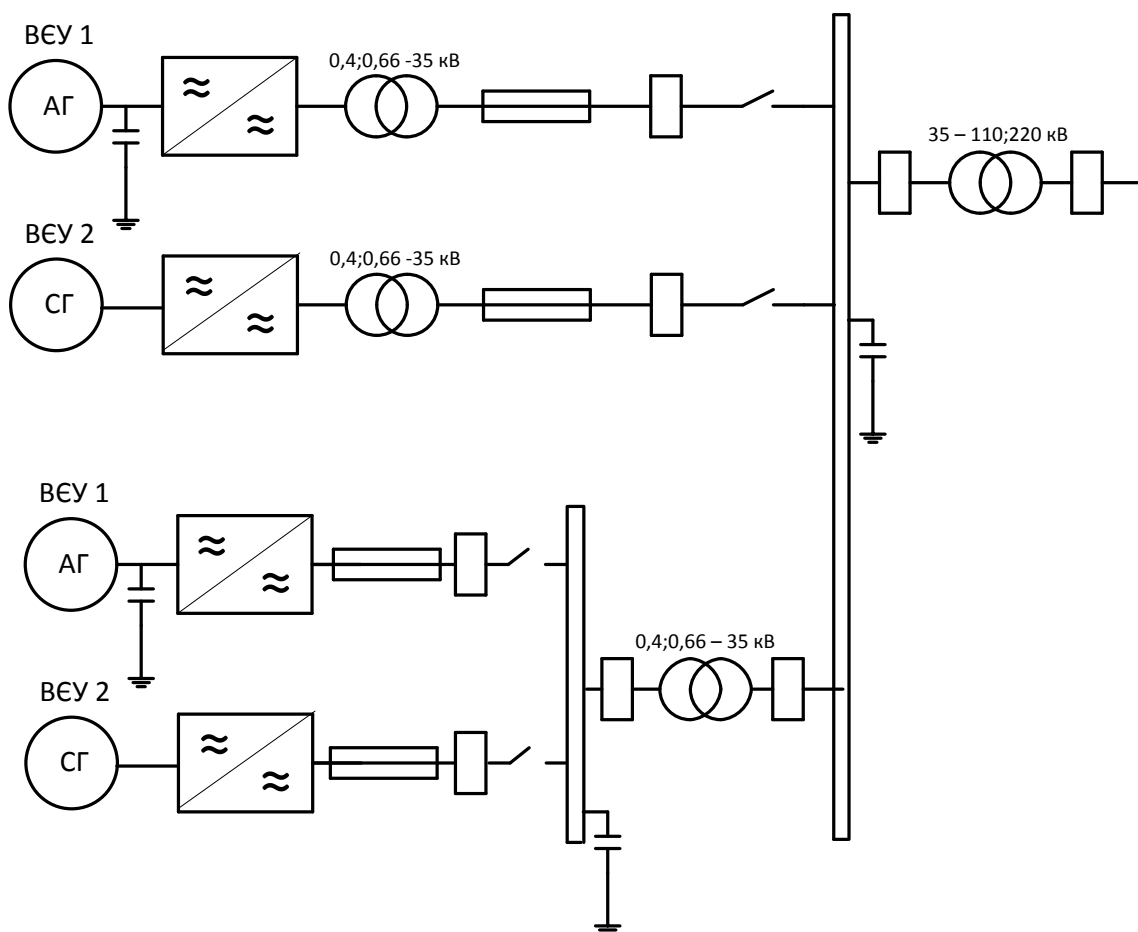 ВЄУ 1
АГ
0,4;0,66 -35 кВ
35 – 110;220 кВ
ВЄУ 2
СГ
0,4;0,66 -35 кВ
ВЄУ 1
АГ
0,4;0,66 – 35 кВ
ВЄУ 2
СГ